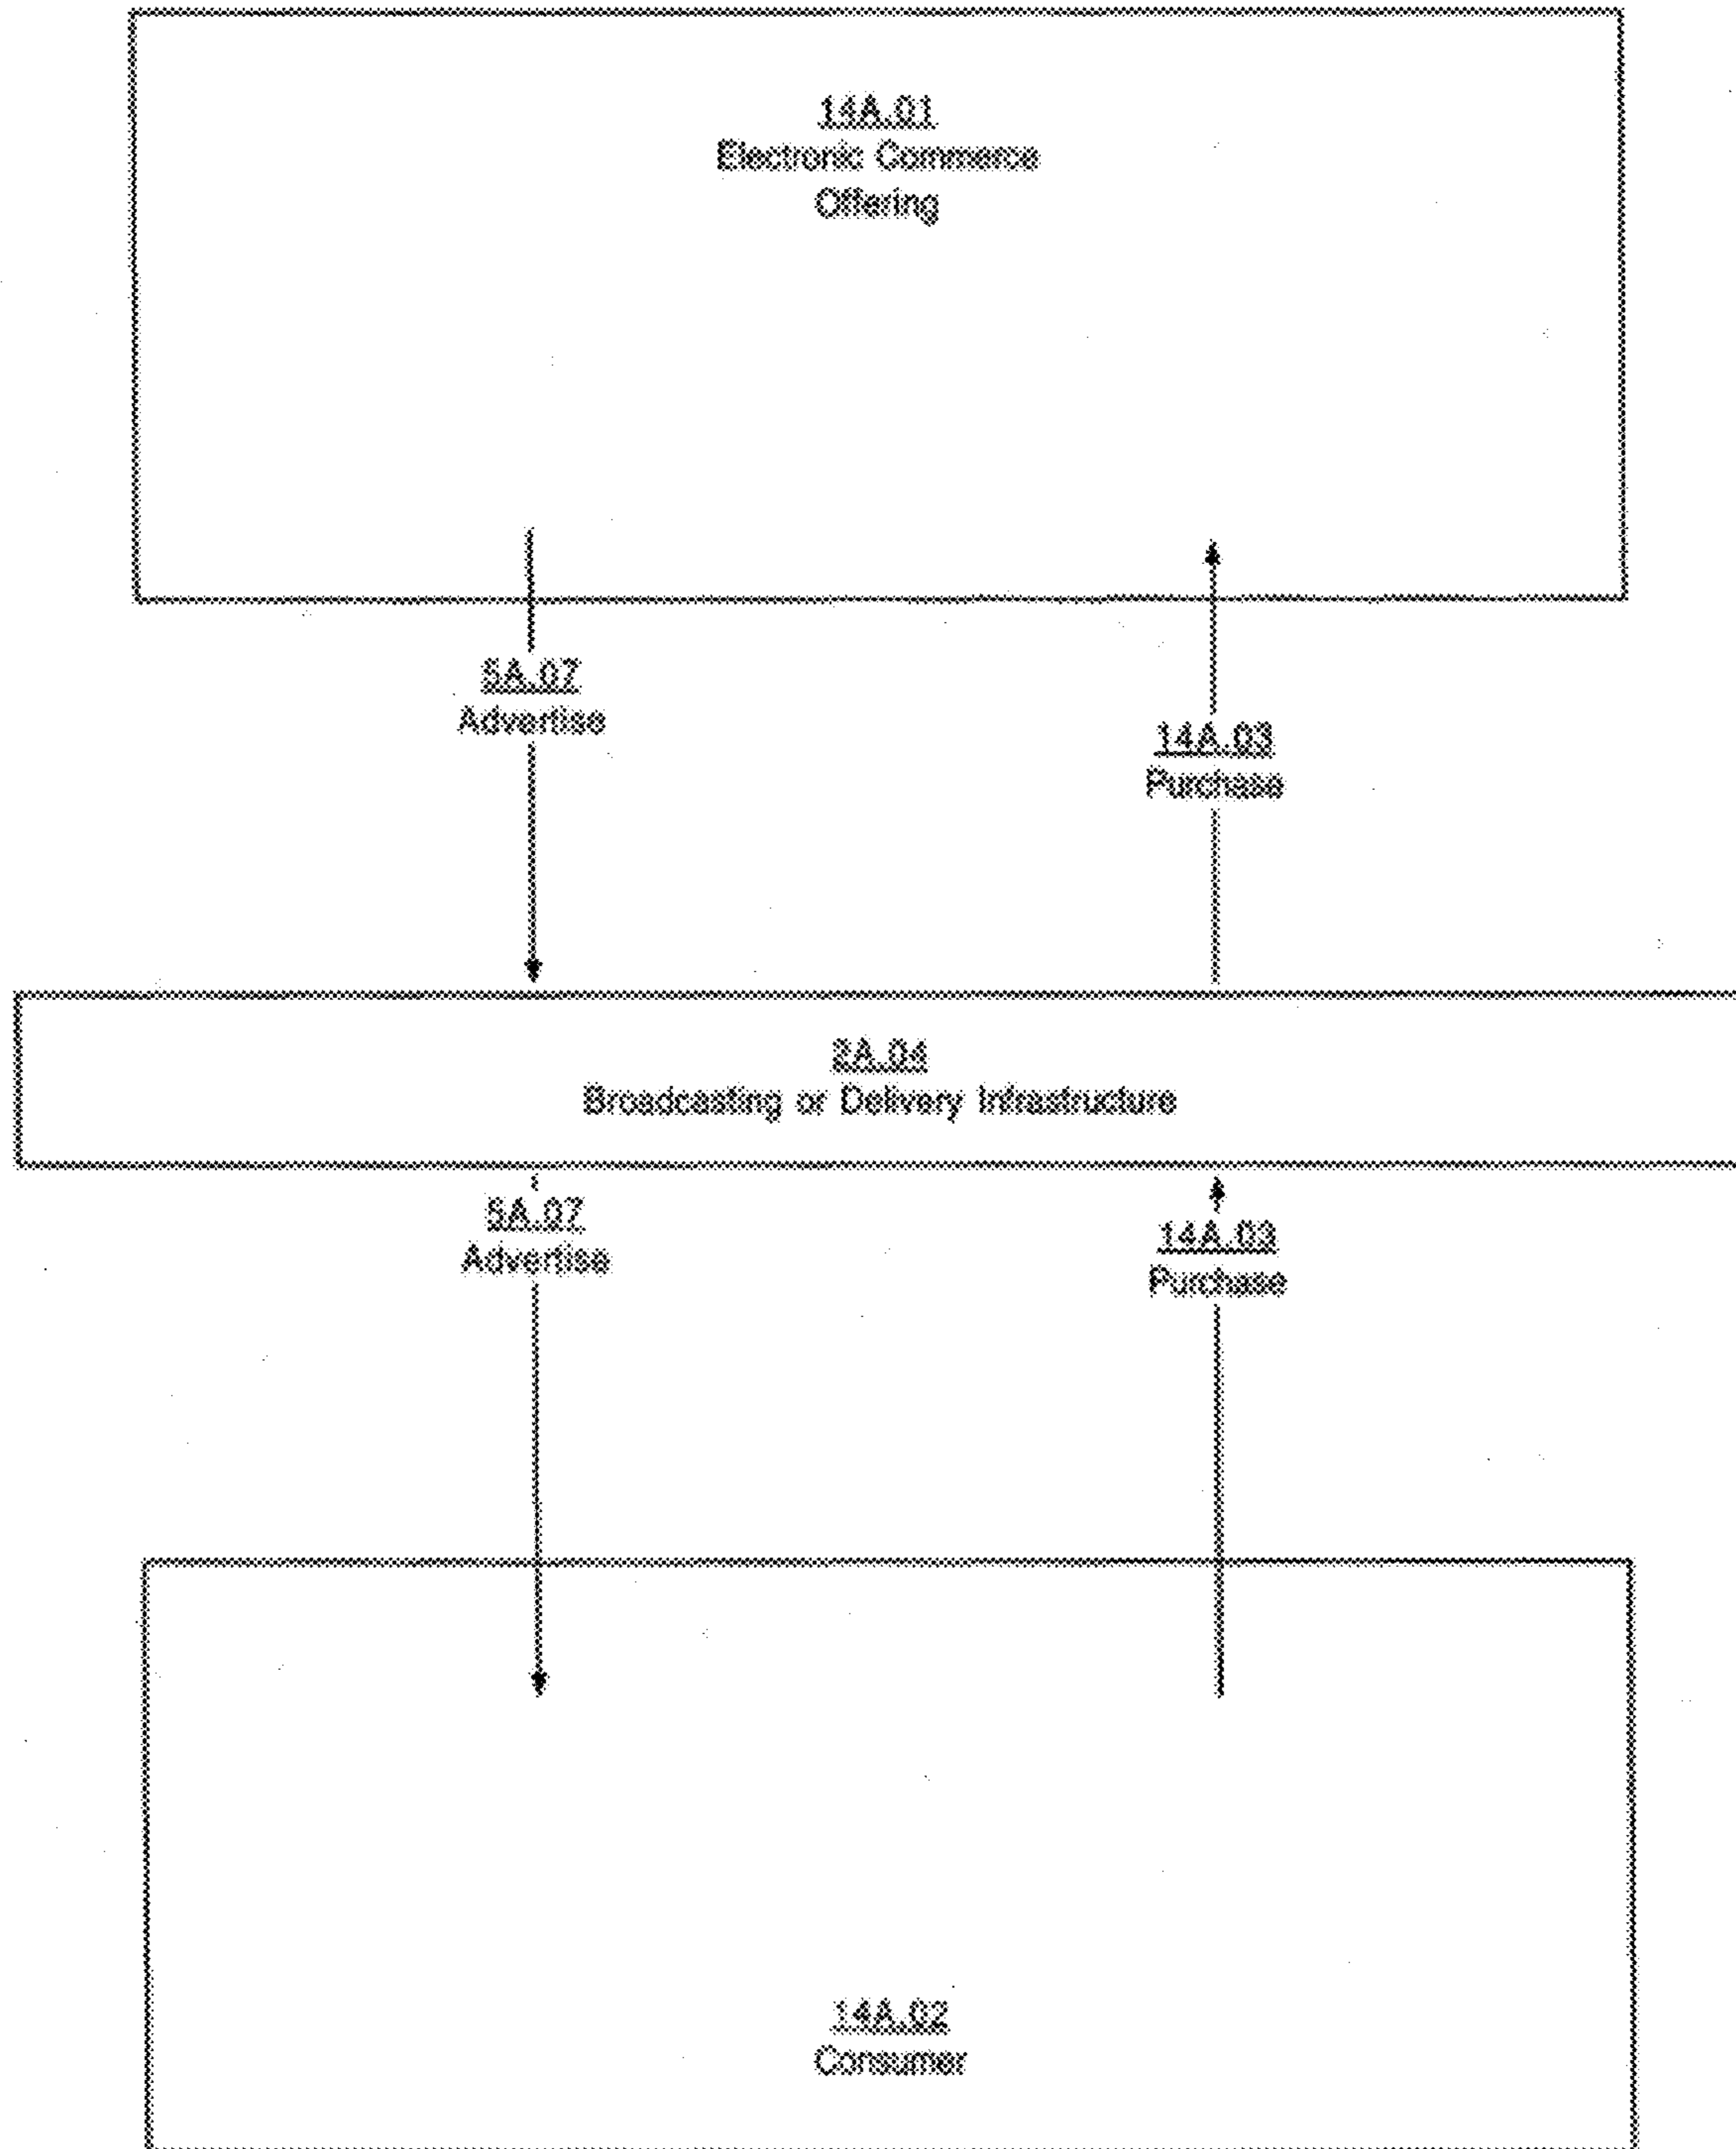 14A.01
Electronic Commerce
Offering
5A.07
Advertise
14A.03
Purchase
2A.04
Broadcasting or Delivery Infrastructure
5A.07
Advertise
14A.03
Purchase
14A.02
Consumer